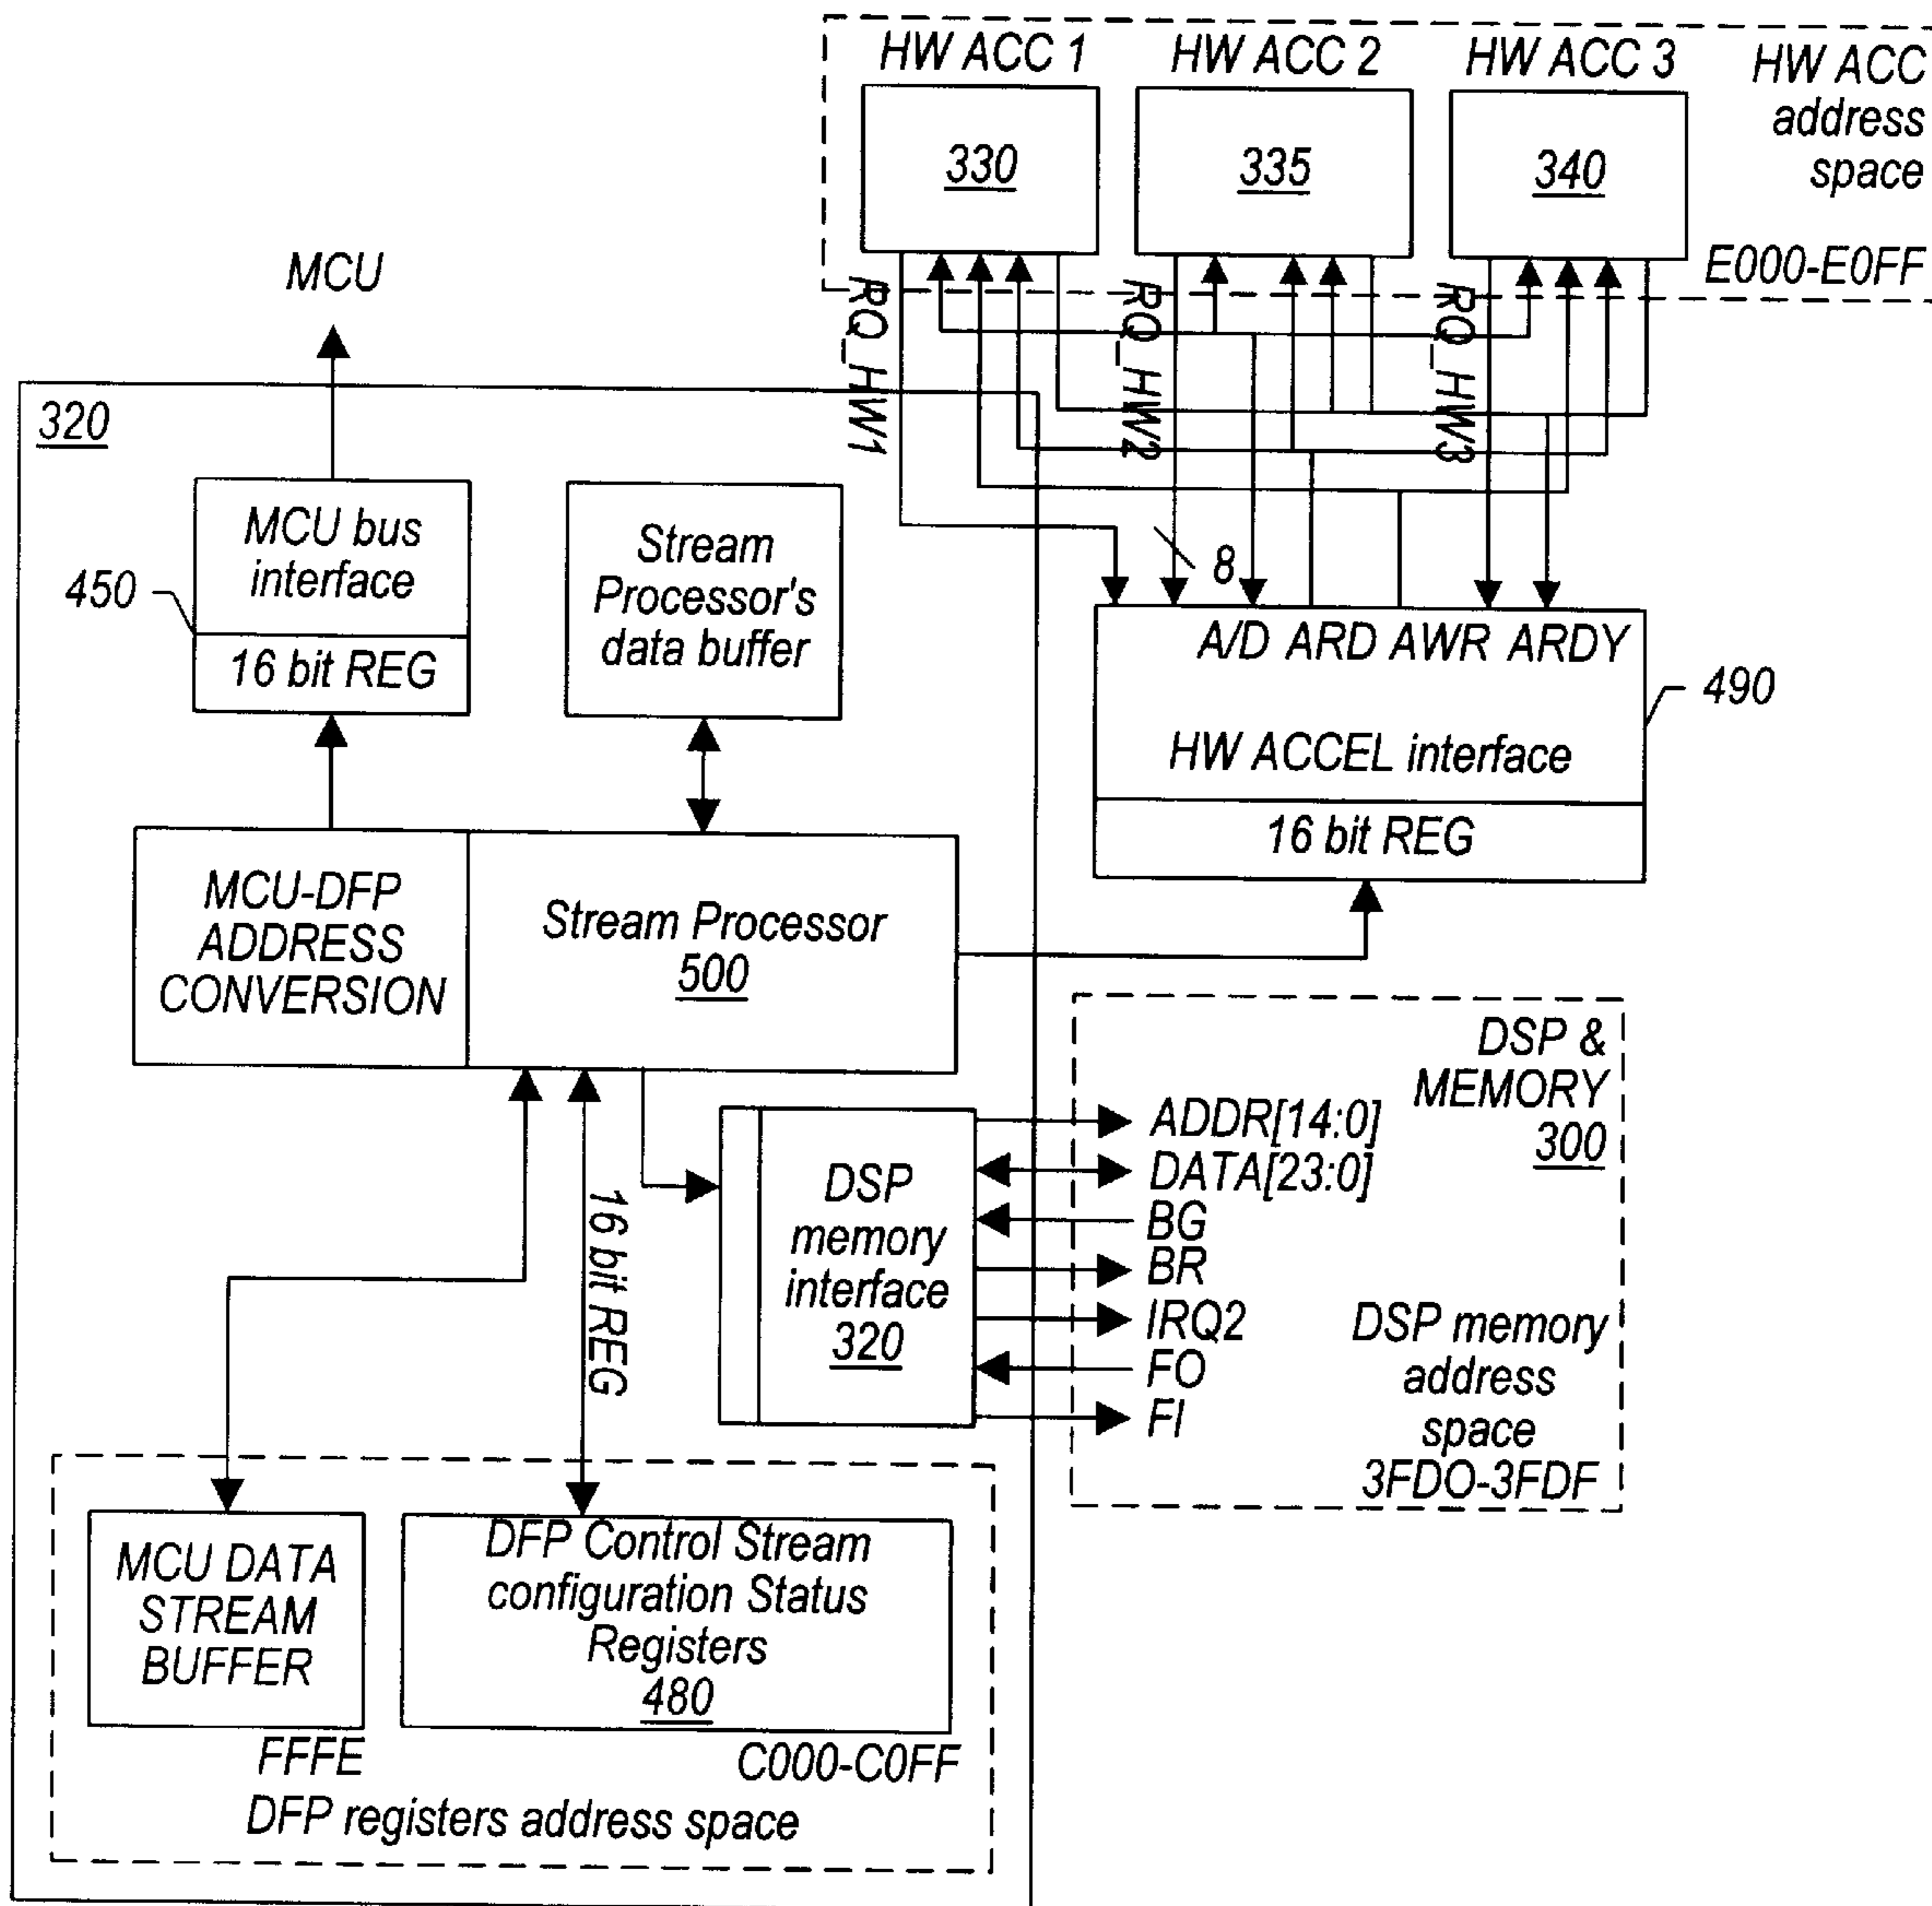 HW ACC 1
HW ACC 2
HW ACC 3
HW ACC
address
space
330
335
340
E000-E0FF
MCU
RQ_HW1
RQ_HW2
RQ_HW3
320
MCU bus
interface
450
16 bit REG
Stream
Processor's
data buffer
8
A/D ARD AWR ARDY
490
HW ACCEL interface
16 bit REG
MCU-DFP
ADDRESS
CONVERSION
Stream Processor
500
DSP &
MEMORY
300
ADDR[14:0]
DATA[23:0]
BG
BR
IRQ2
FO
FI
DSP
memory
interface
320
16 bit REG
DSP memory
address
space
3FDO-3FDF
MCU DATA
STREAM
BUFFER
DFP Control Stream
configuration Status
Registers
480
FFFE
C000-C0FF
DFP registers address space